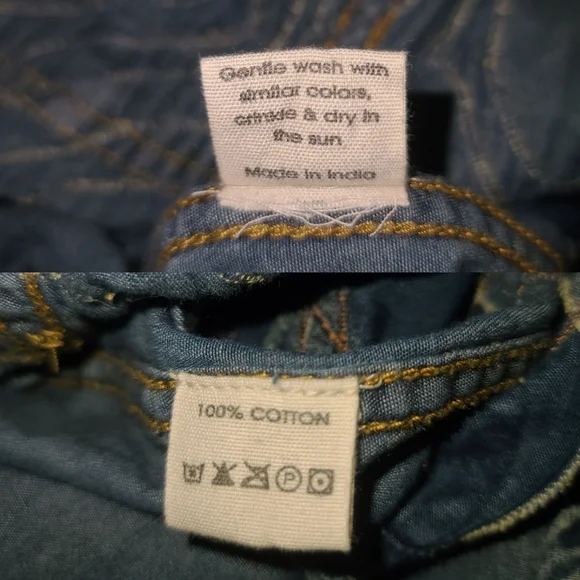 Gentle wash with
similar colors,
crinkle & dry in
the sun
Made in India
100% COTTON
P